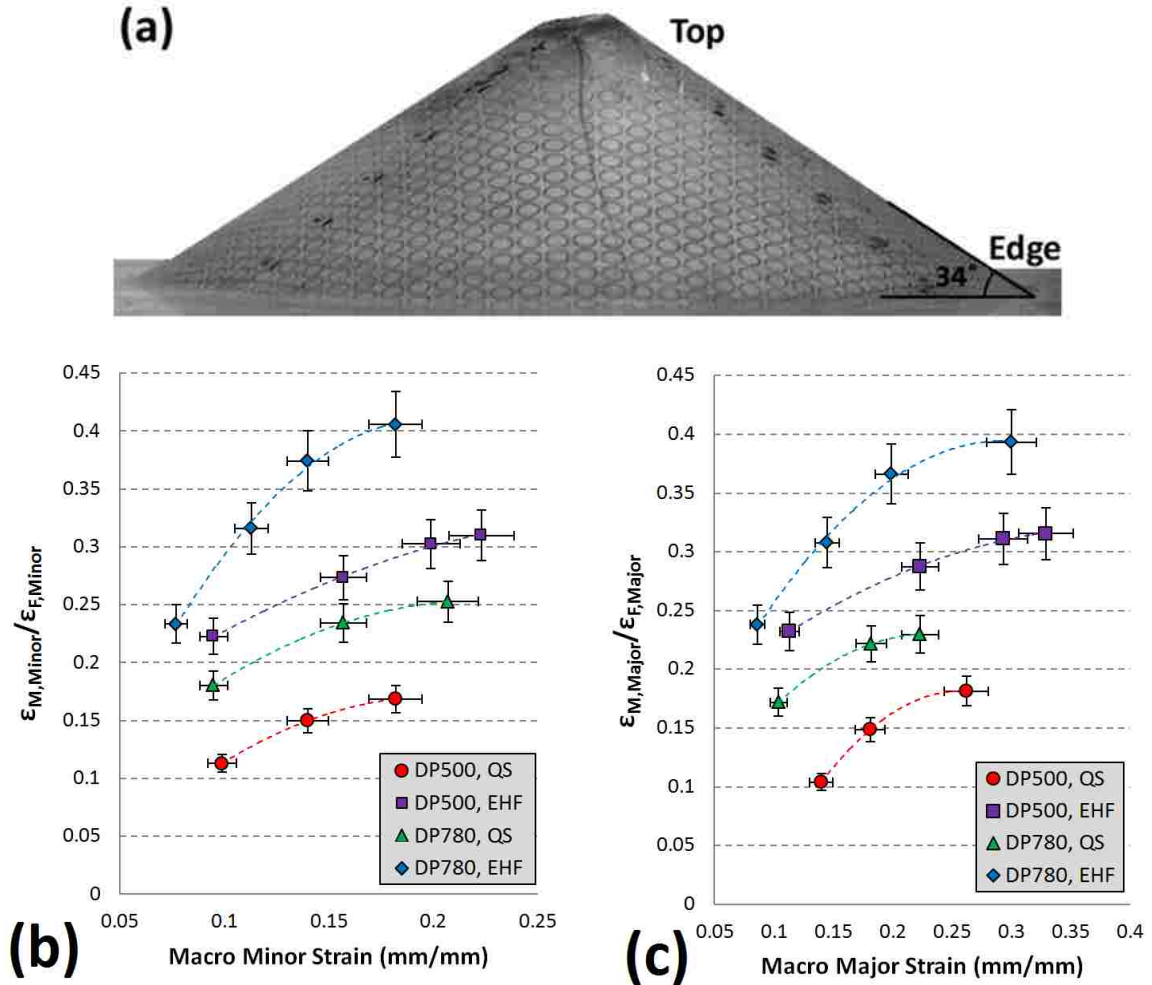 (a)
Top
Edge
34°
0.45
0.4
0.35
0.3
0.25
0.2
0.15
0.1
0.05
0
0.05 0.1 0.15 0.2 0.25
εM,Minor/εF,Minor
Macro Minor Strain (mm/mm)
DP500, QS
DP500, EHF
DP780, QS
DP780, EHF
(b)
0.45
0.4
0.35
0.3
0.25
0.2
0.15
0.1
0.05
0
0.05 0.1 0.15 0.2 0.25 0.3 0.35 0.4
εM,Major/εF,Major
Macro Major Strain (mm/mm)
DP500, QS
DP500, EHF
DP780, QS
DP780, EHF
(c)